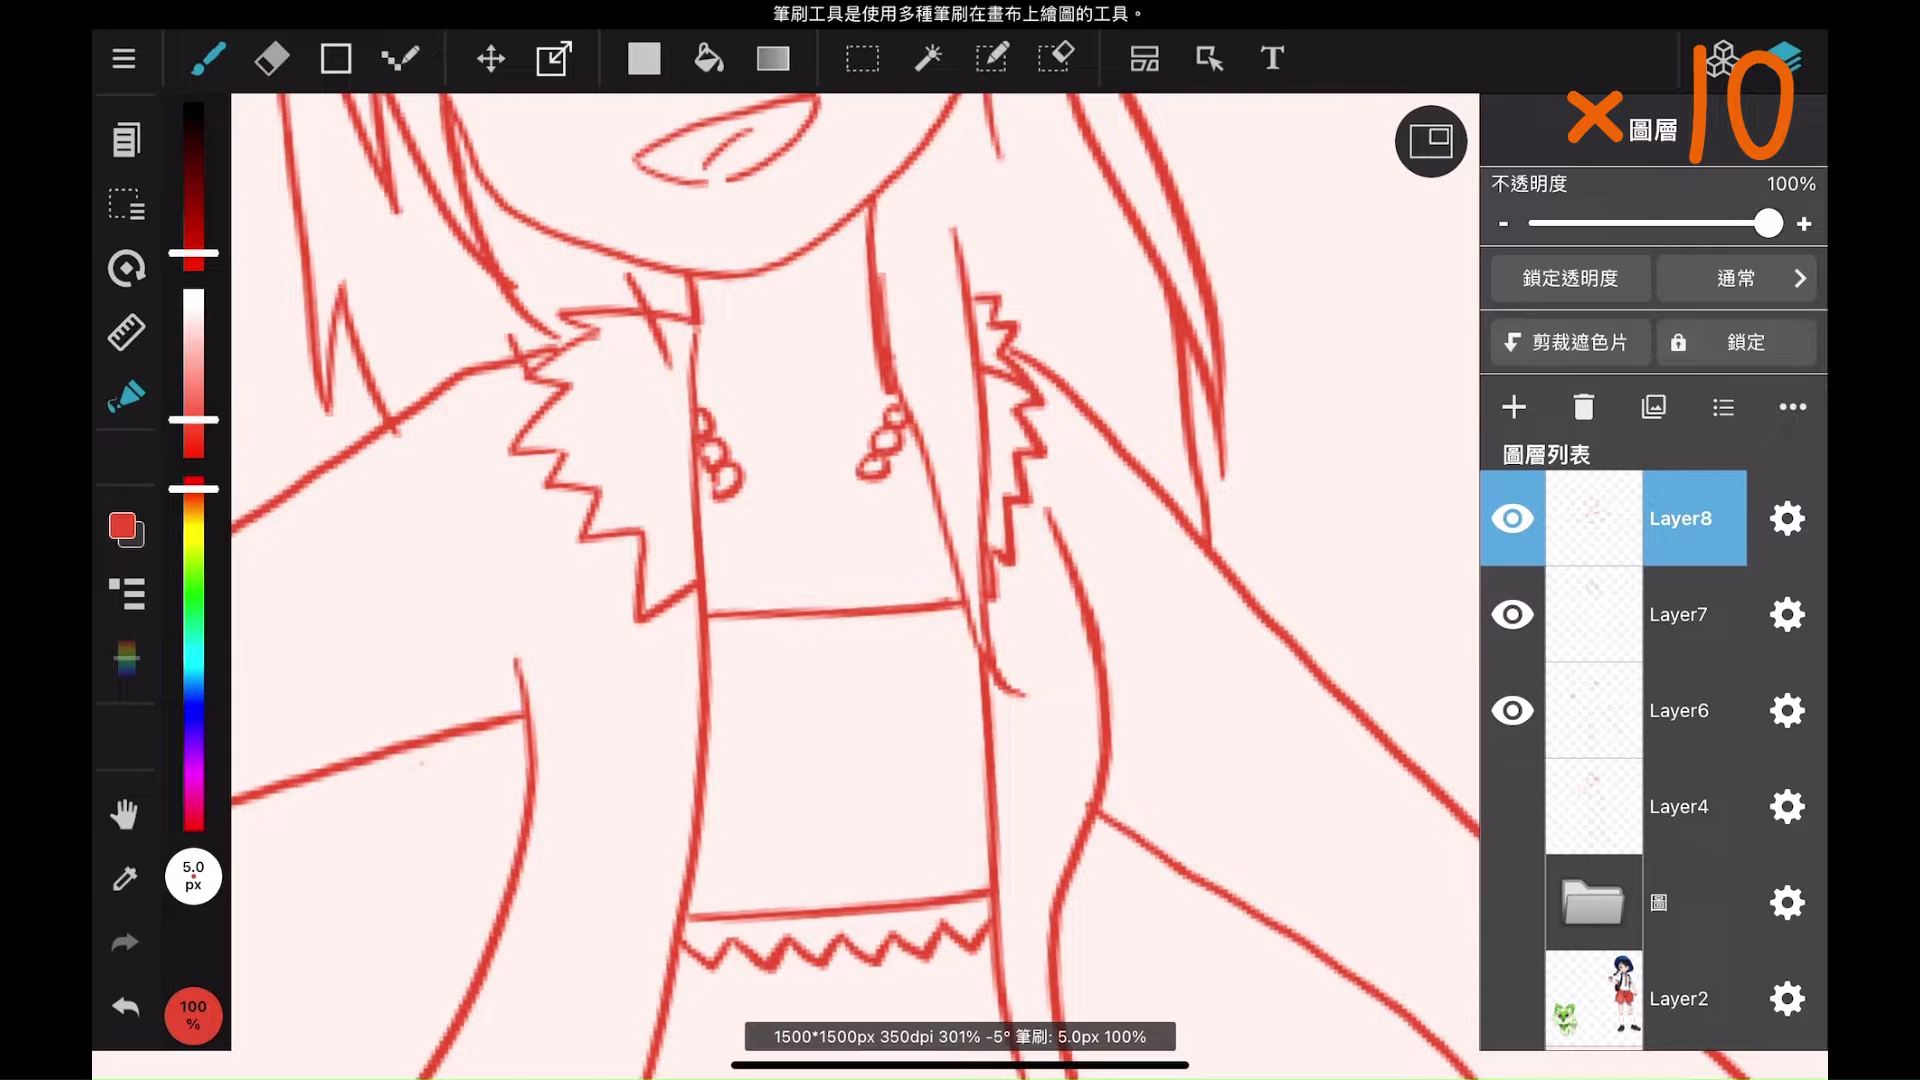 筆刷工具是使用多種筆刷在畫布上繪圖的工具。
T
×10
圖層
不透明度 100%
- +
鎖定透明度 通常
剪裁遮色片 鎖定
圖層列表
Layer8
Layer7
Layer6
Layer4
圖
Layer2
5.0
px
100
%
1500*1500px 350dpi 301% -5° 筆刷: 5.0px 100%